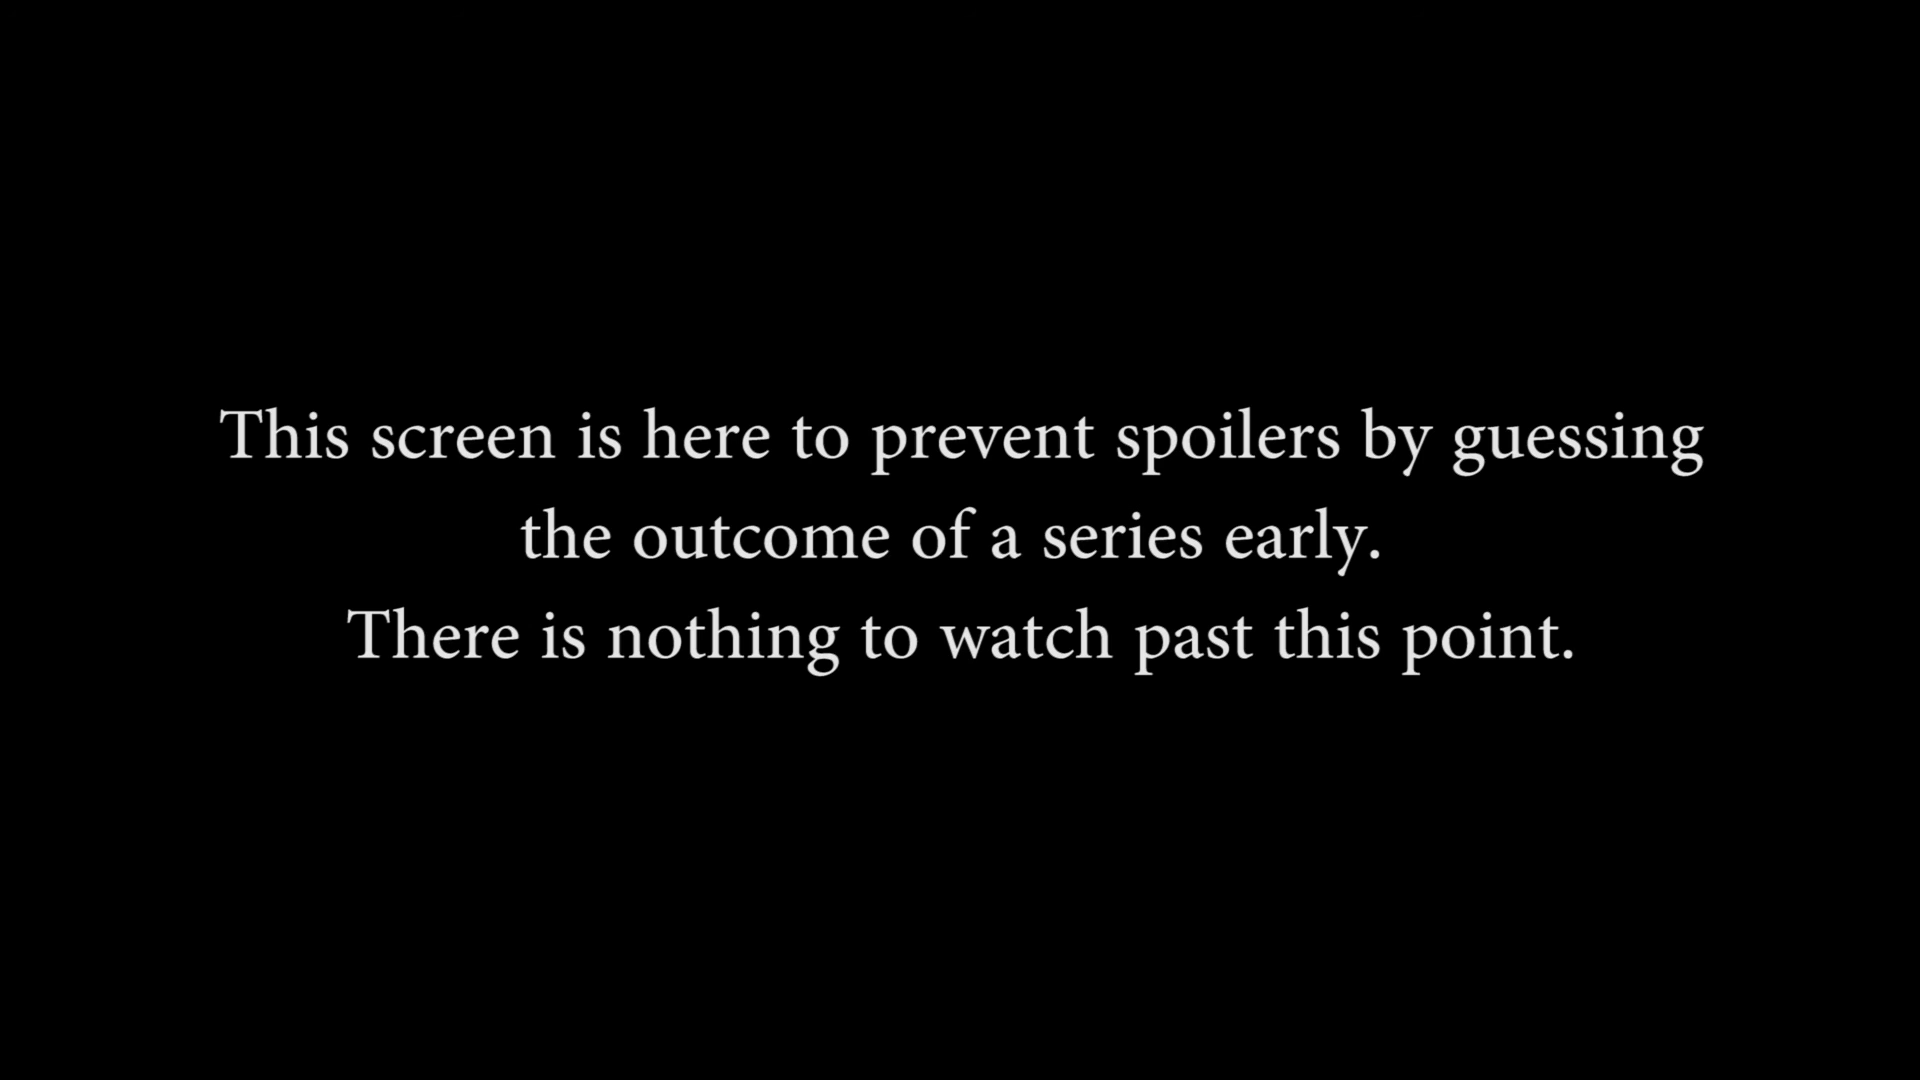 This screen is here to prevent spoilers by guessing
the outcome of a series early.
There is nothing to watch past this point.